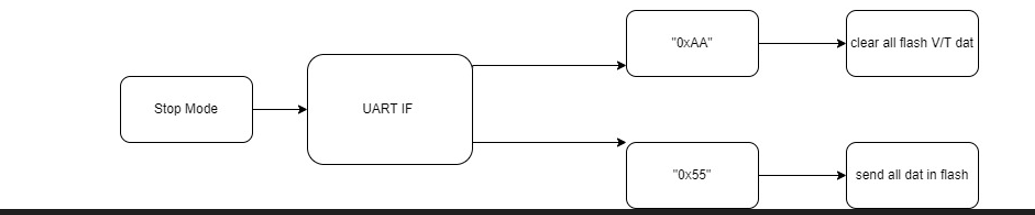 "0xAA"
clear all flash V/T dat
Stop Mode
UART IF
"0x55"
send all dat in flash